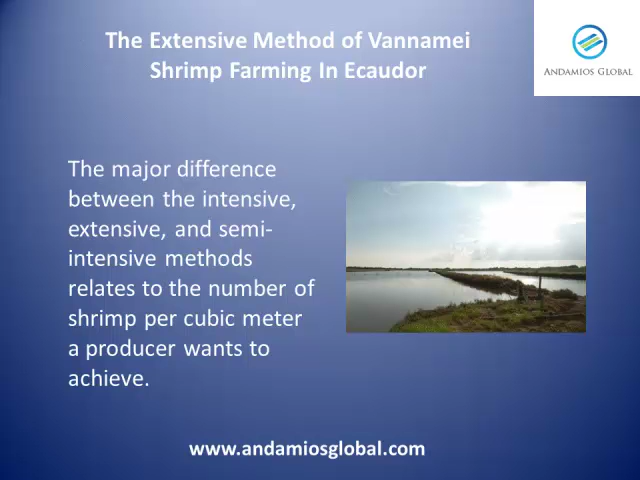 The Extensive Method of Vannamei
Shrimp Farming In Ecaudor
ANDAMIOS GLOBAL
The major difference
between the intensive,
extensive, and semi-
intensive methods
relates to the number of
shrimp per cubic meter
a producer wants to
achieve.
www.andamiosglobal.com